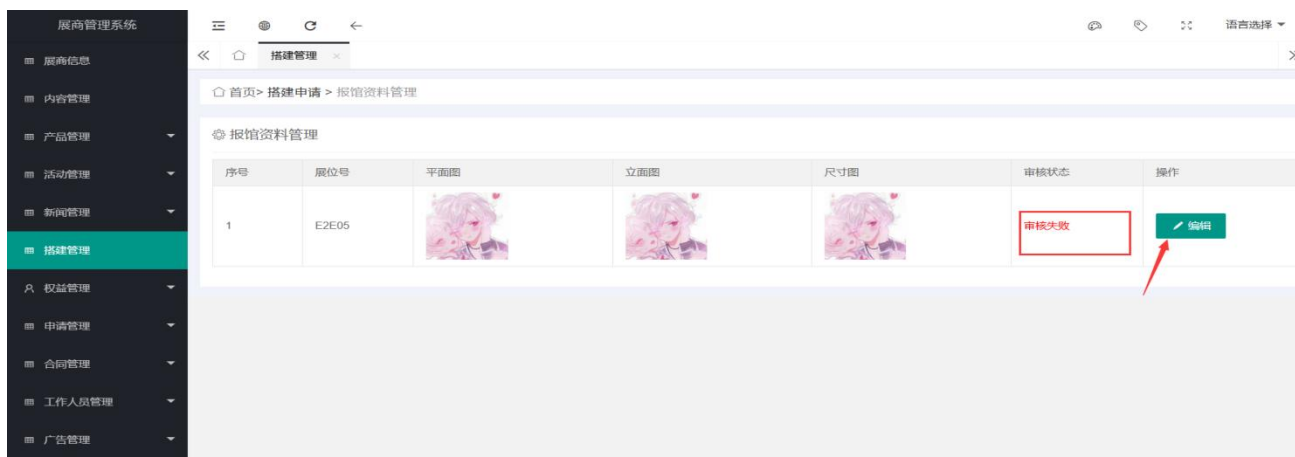 展商管理系统
语言选择
展商信息
搭建管理 ×
内容管理
首页> 搭建申请 > 报馆资料管理
产品管理
报馆资料管理
活动管理
序号 展位号 平面图 立面图 尺寸图 审核状态 操作
新闻管理
1 E2E05 审核失败 编辑
搭建管理
权益管理
申请管理
合同管理
工作人员管理
广告管理